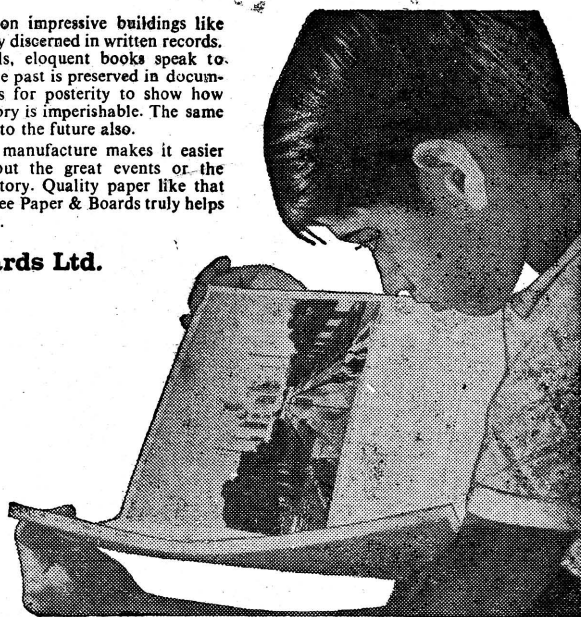 on impressive buildings like
y discerned in written records.
ls, eloquent books speak to
e past is preserved in docum-
s for posterity to show how
ory is imperishable. The same
to the future also.
manufacture makes it easier
out the great events or the
tory. Quality paper like that
ee Paper & Boards truly helps
.
rds Ltd.